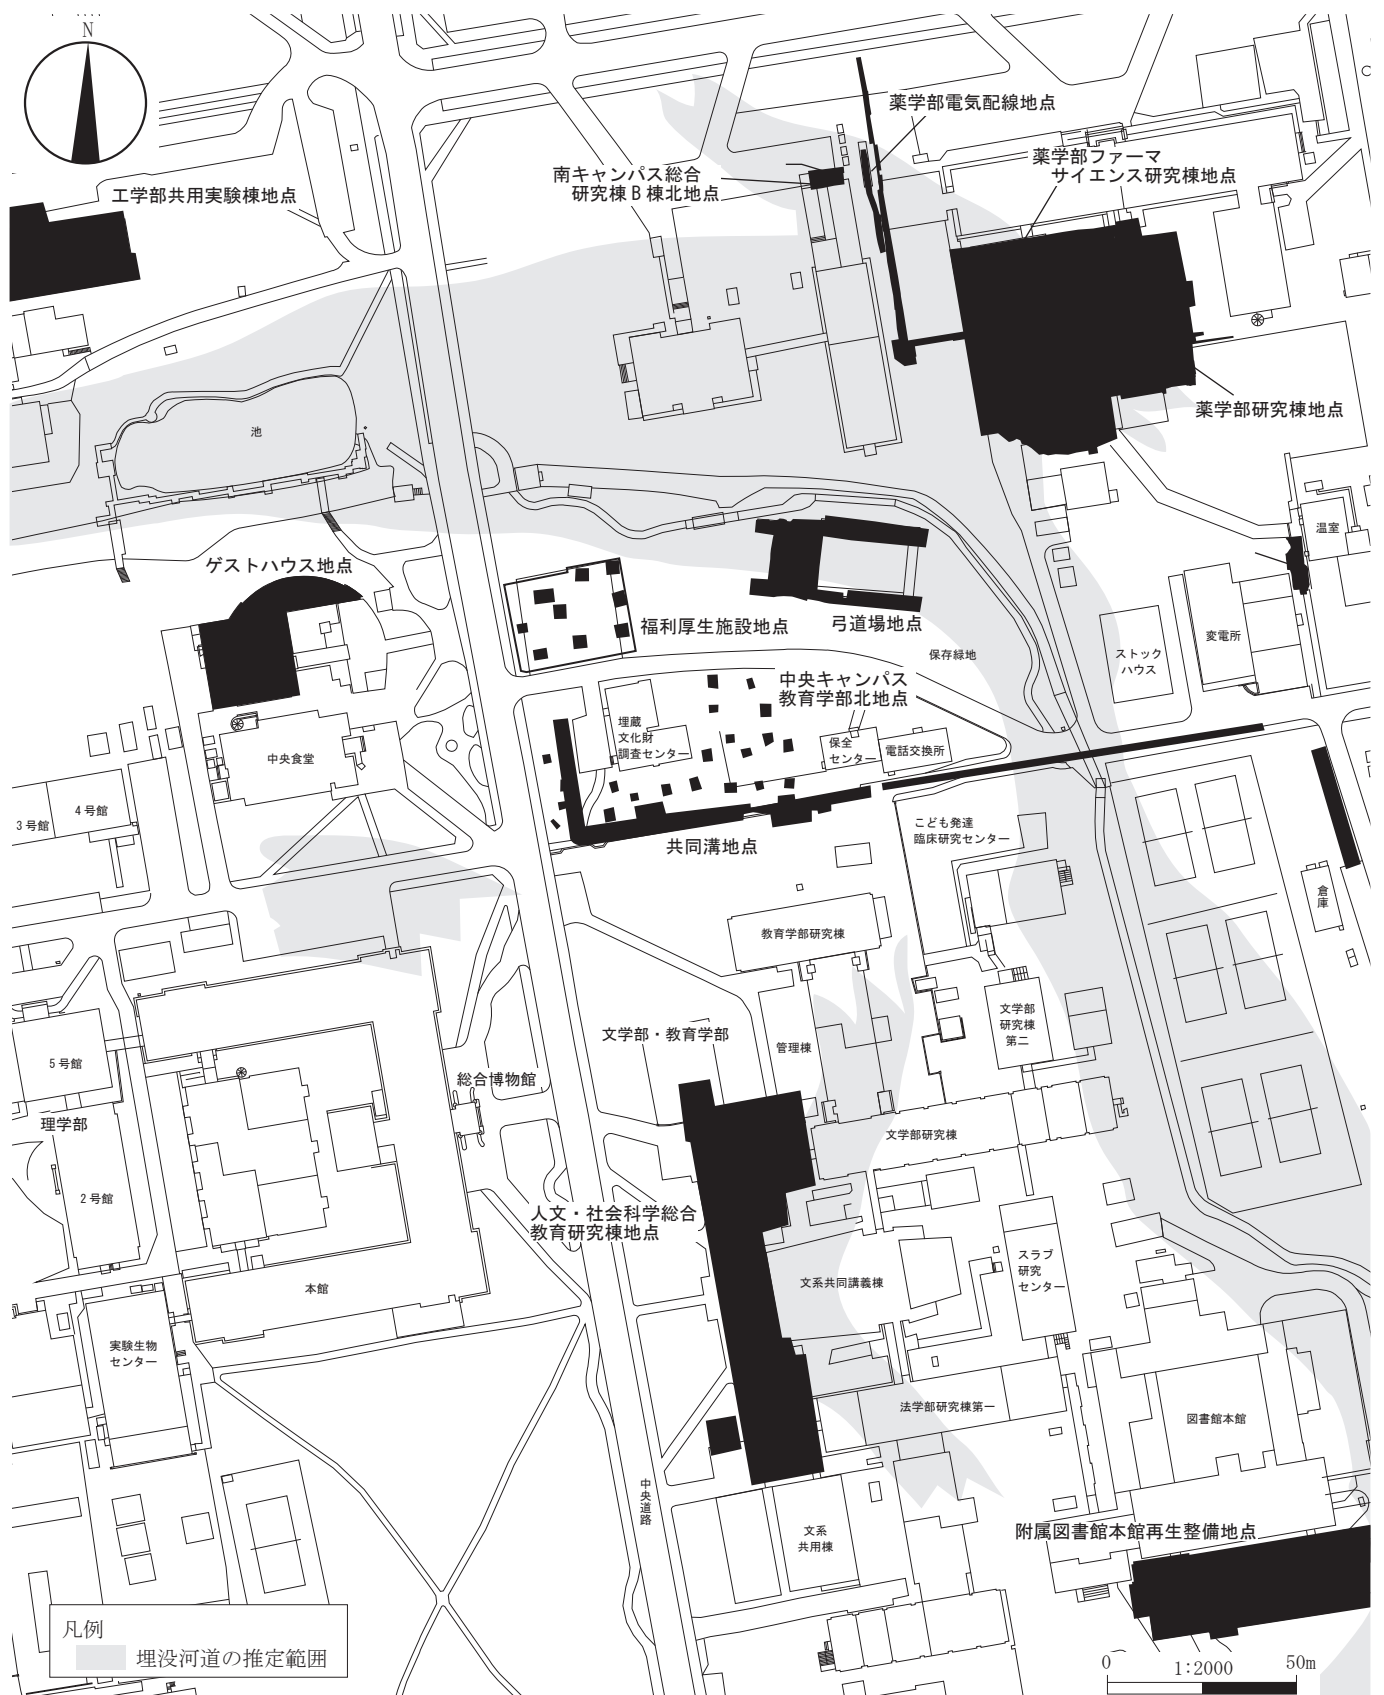 N
薬学部電気配線地点
薬学部ファーマ
サイエンス研究棟地点
南キャンパス総合
研究棟B棟北地点
工学部共用実験棟地点
薬学部研究棟地点
池
温室
ゲストハウス地点
福利厚生施設地点
弓道場地点
変電所
ストック
ハウス
保存緑地
中央キャンパス
教育学部北地点
埋蔵
文化財
調査センター
保全
センター
電話交換所
中央食堂
4号館
3号館
こども発達
臨床研究センター
共同溝地点
倉庫
教育学部研究棟
文学部
研究棟
第二
文学部・教育学部
管理棟
5号館
総合博物館
理学部
文学部研究棟
2号館
人文・社会科学総合
教育研究棟地点
スラブ
研究
センター
文系共同講義棟
本館
実験生物
センター
法学部研究棟第一
図書館本館
中央道路
文系
共用棟
附属図書館本館再生整備地点
凡例
埋没河道の推定範囲
0 1:2000 50m